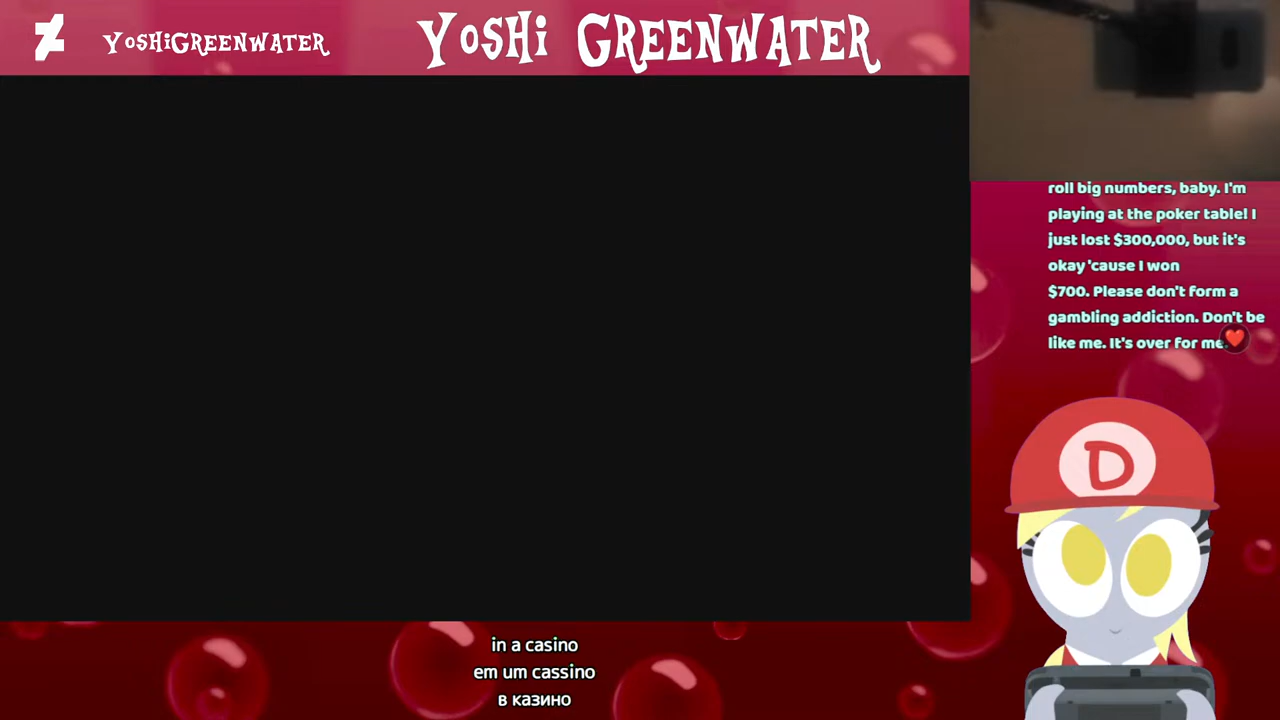 YOSHIGREENWATER
YOSHI GREENWATER
roll big numbers, baby. I'm
playing at the poker table! I
just lost $300,000, but it's
okay 'cause I won
$700. Please don't form a
gambling addiction. Don't be
like me. It's over for me.
D
in a casino
em um cassino
в казино